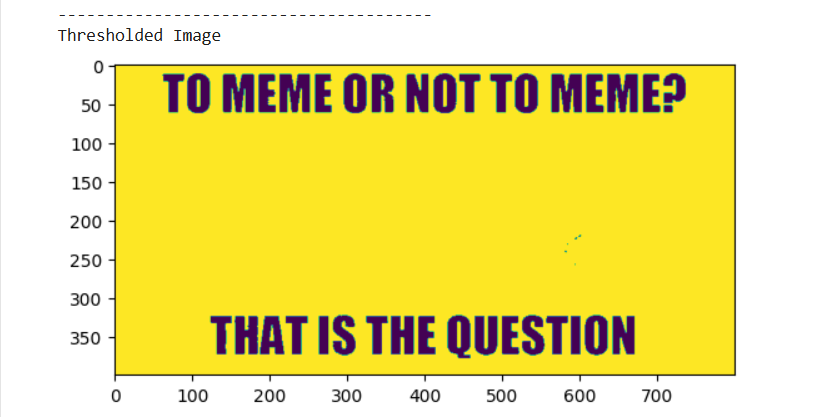 ---------------------------------------
Thresholded Image
0
TO MEME OR NOT TO MEME?
50
100
150
200
250
300
THAT IS THE QUESTION
350
0 100 200 300 400 500 600 700